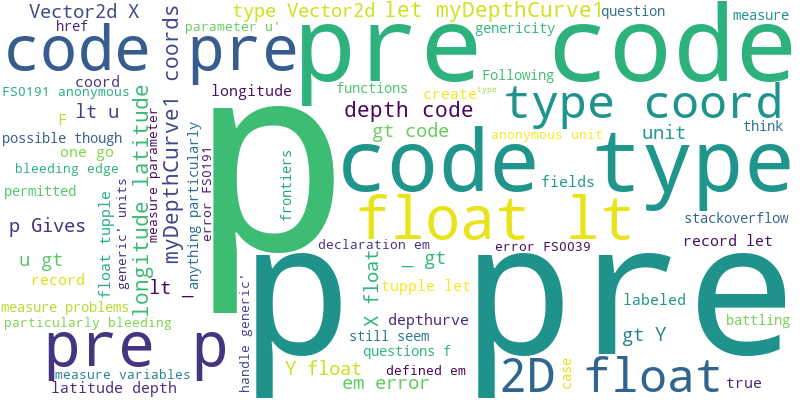 Vector2d X
type Vector2d
let myDepthCurve1
question
href
parameter u'
genericity
measure
code
pre
pre code
coords
coord
Following
FS0191 anonymous
longitude
functions
create
type
lt u
depth code
type coord
F
gt code
anonymous unit
unit
think
possible though
one go
code type
bleeding edge
fields
permitted
longitude latitude
myDepthCurve1
measure parameter
anything particularly
error FS0191
frontiers
p
float lt
stackoverflow
p Gives
float tupple
generic' units
declaration em
error FS0039
record let
u gt
_ gt
record
lt _
X float
tupple let
labeled
measure problems
p
pre
particularly bleeding
depthurve
battling
handle generic'
still seem
gt Y
pre p
questions f
measure variables
Y float
defined em
case
2D float
latitude depth
em error
true